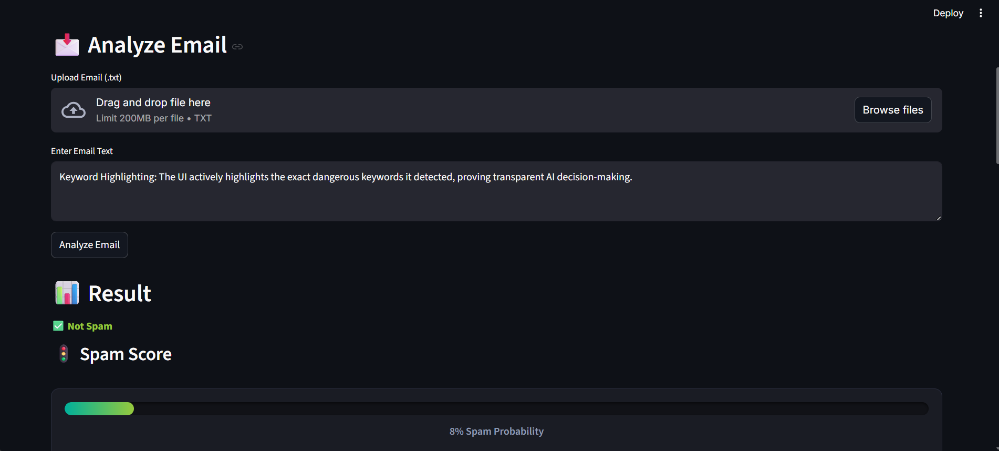 Deploy
Analyze Email
Upload Email (.txt)
Drag and drop file here
Limit 200MB per file • TXT
Browse files
Enter Email Text
Keyword Highlighting: The UI actively highlights the exact dangerous keywords it detected, proving transparent AI decision-making.
Analyze Email
Result
Not Spam
Spam Score
8% Spam Probability